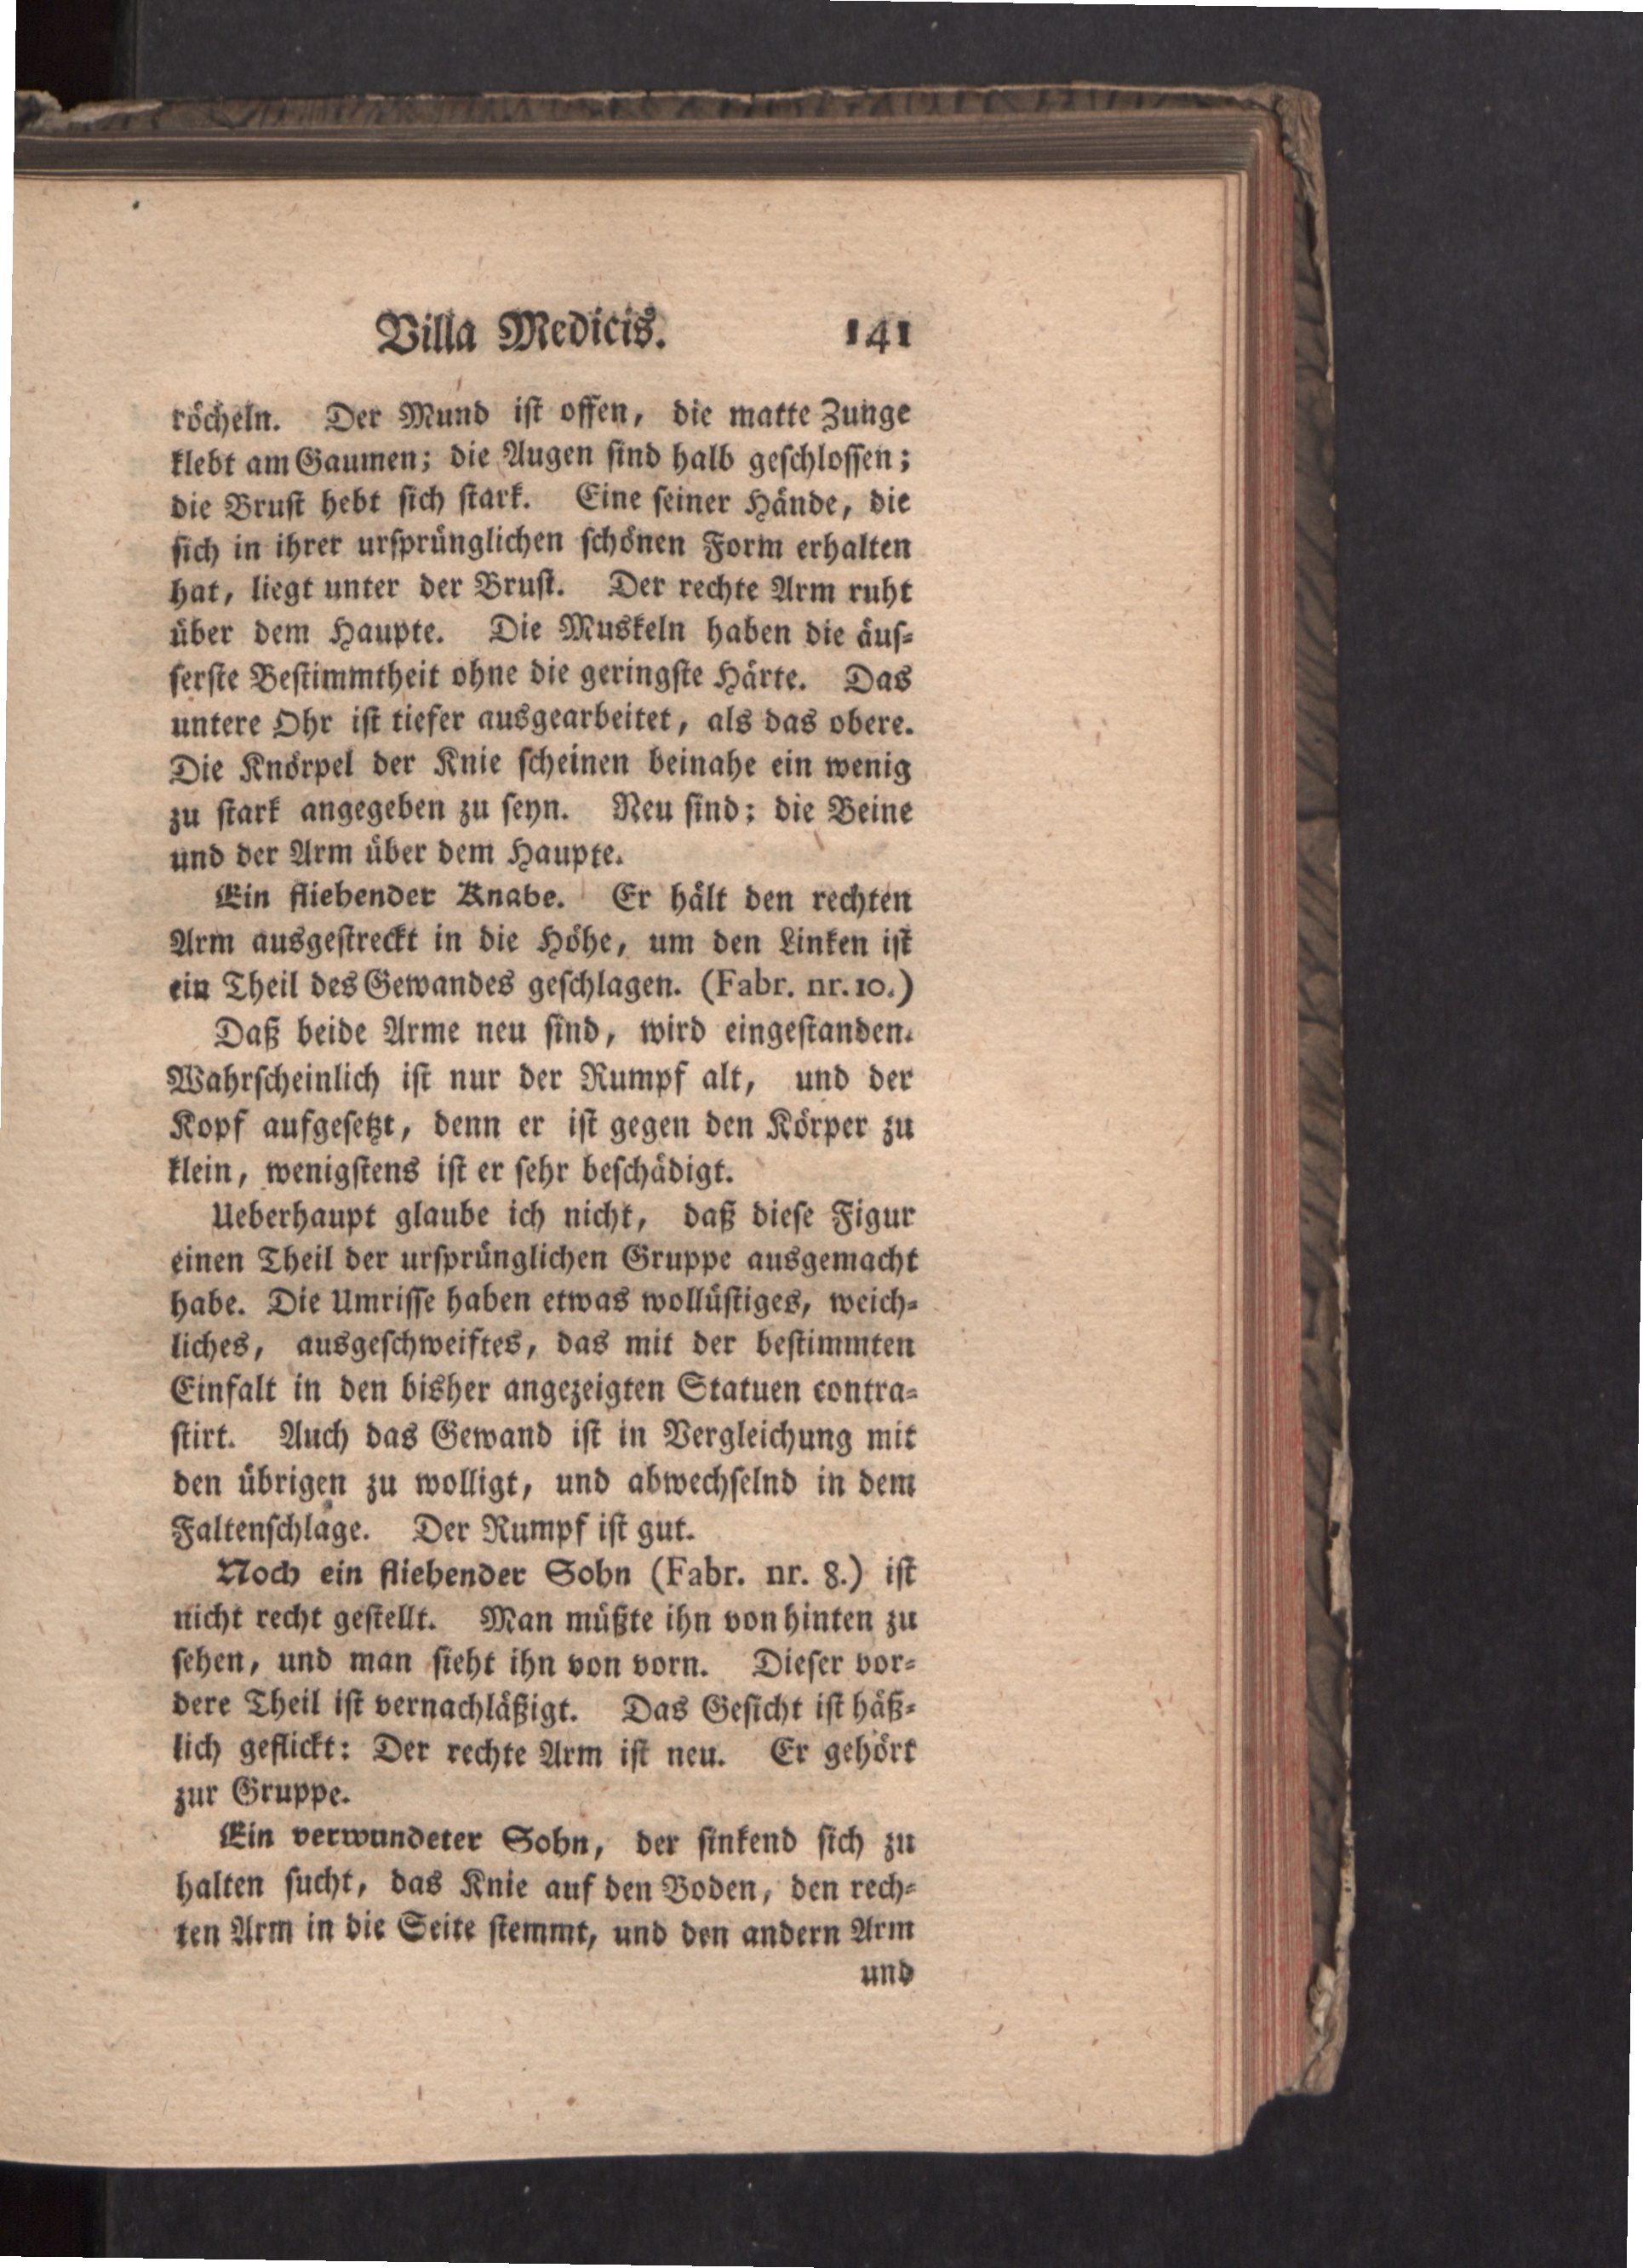 Villa Medicis. 141
röcheln. Der Mund ist offen, die matte Zunge
klebt am Gaumen; die Augen sind halb geschlossen;
die Brust hebt sich stark. Eine seiner Hände, die
sich in ihrer ursprünglichen schönen Form erhalten
hat, liegt unter der Brust. Der rechte Arm ruht
über dem Haupte. Die Muskeln haben die äus-
serste Bestimmtheit ohne die geringste Härte. Das
untere Ohr ist tiefer ausgearbeitet, als das obere.
Die Knörpel der Knie scheinen beinahe ein wenig
zu stark angegeben zu seyn. Neu sind: die Beine
und der Arm über dem Haupte.
Ein fliehender Knabe. Er hält den rechten
Arm ausgestreckt in die Höhe, um den Linken ist
ein Theil des Gewandes geschlagen. (Fabr. nr. 10.)
Daß beide Arme neu sind, wird eingestanden.
Wahrscheinlich ist nur der Rumpf alt, und der
Kopf aufgesetzt, denn er ist gegen den Körper zu
klein, wenigstens ist er sehr beschädigt.
Ueberhaupt glaube ich nicht, daß diese Figur
einen Theil der ursprünglichen Gruppe ausgemacht
habe. Die Umrisse haben etwas wollüstiges, weich-
liches, ausgeschweiftes, das mit der bestimmten
Einfalt in den bisher angezeigten Statuen contra-
stirt. Auch das Gewand ist in Vergleichung mit
den übrigen zu wolligt, und abwechselnd in dem
Faltenschlage. Der Rumpf ist gut.
Noch ein fliehender Sohn (Fabr. nr. 8.) ist
nicht recht gestellt. Man müßte ihn von hinten zu
sehen, und man sieht ihn von vorn. Dieser vor-
dere Theil ist vernachläßigt. Das Gesicht ist häß-
lich geflickt: Der rechte Arm ist neu. Er gehört
zur Gruppe.
Ein verwundeter Sohn, der sinkend sich zu
halten sucht, das Knie auf den Boden, den rech-
ten Arm in die Seite stemmt, und den andern Arm
und